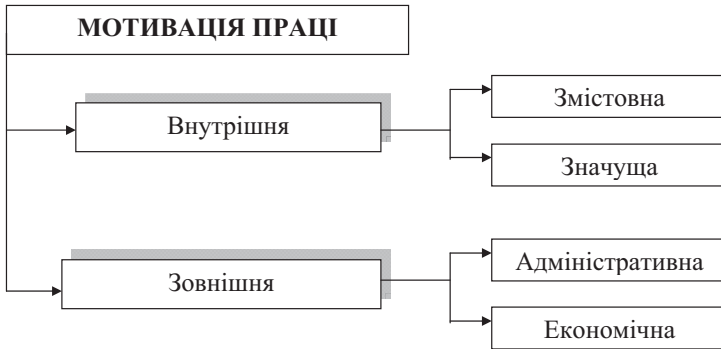 МОТИВАЦІЯ ПРАЦІ
Внутрішня
Змістовна
Значуща
Зовнішня
Адміністративна
Економічна